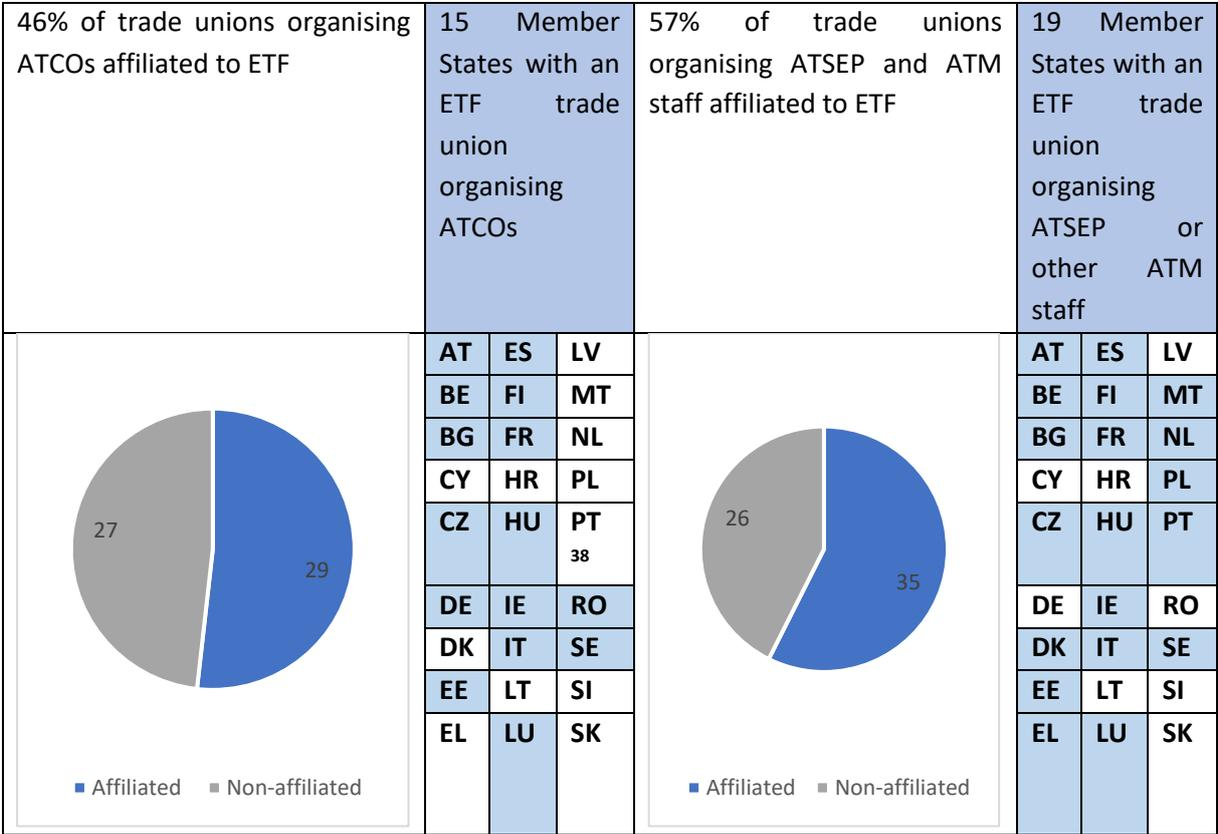 46% of trade unions organising
ATCOs affiliated to ETF
15 Member
States with an
ETF trade
union
organising
ATCOs
57% of trade unions
organising ATSEP and ATM
staff affiliated to ETF
19 Member
States with an
ETF trade
union
organising
ATSEP or
other ATM
staff
27
29
Affiliated Non-affiliated
AT ES LV
BE FI MT
BG FR NL
CY HR PL
CZ HU PT
38
DE IE RO
DK IT SE
EE LT SI
EL LU SK
26
35
Affiliated Non-affiliated
AT ES LV
BE FI MT
BG FR NL
CY HR PL
CZ HU PT
DE IE RO
DK IT SE
EE LT SI
EL LU SK